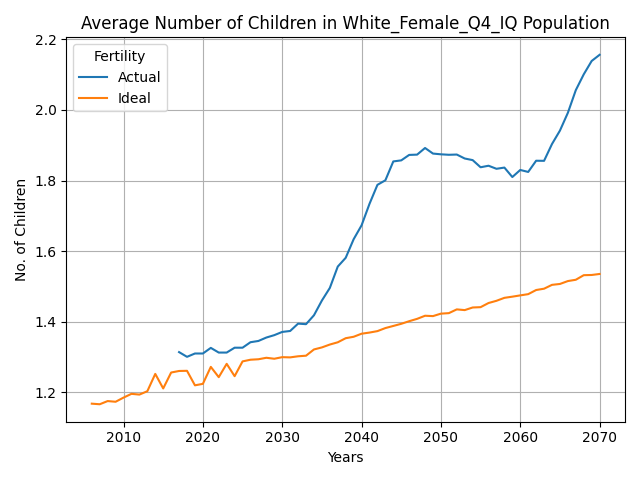 Average Number of Children in White_Female_Q4_IQ Population
Fertility
Actual
Ideal
No. of Children
2.2
2.0
1.8
1.6
1.4
1.2
2010 2020 2030 2040 2050 2060 2070
Years